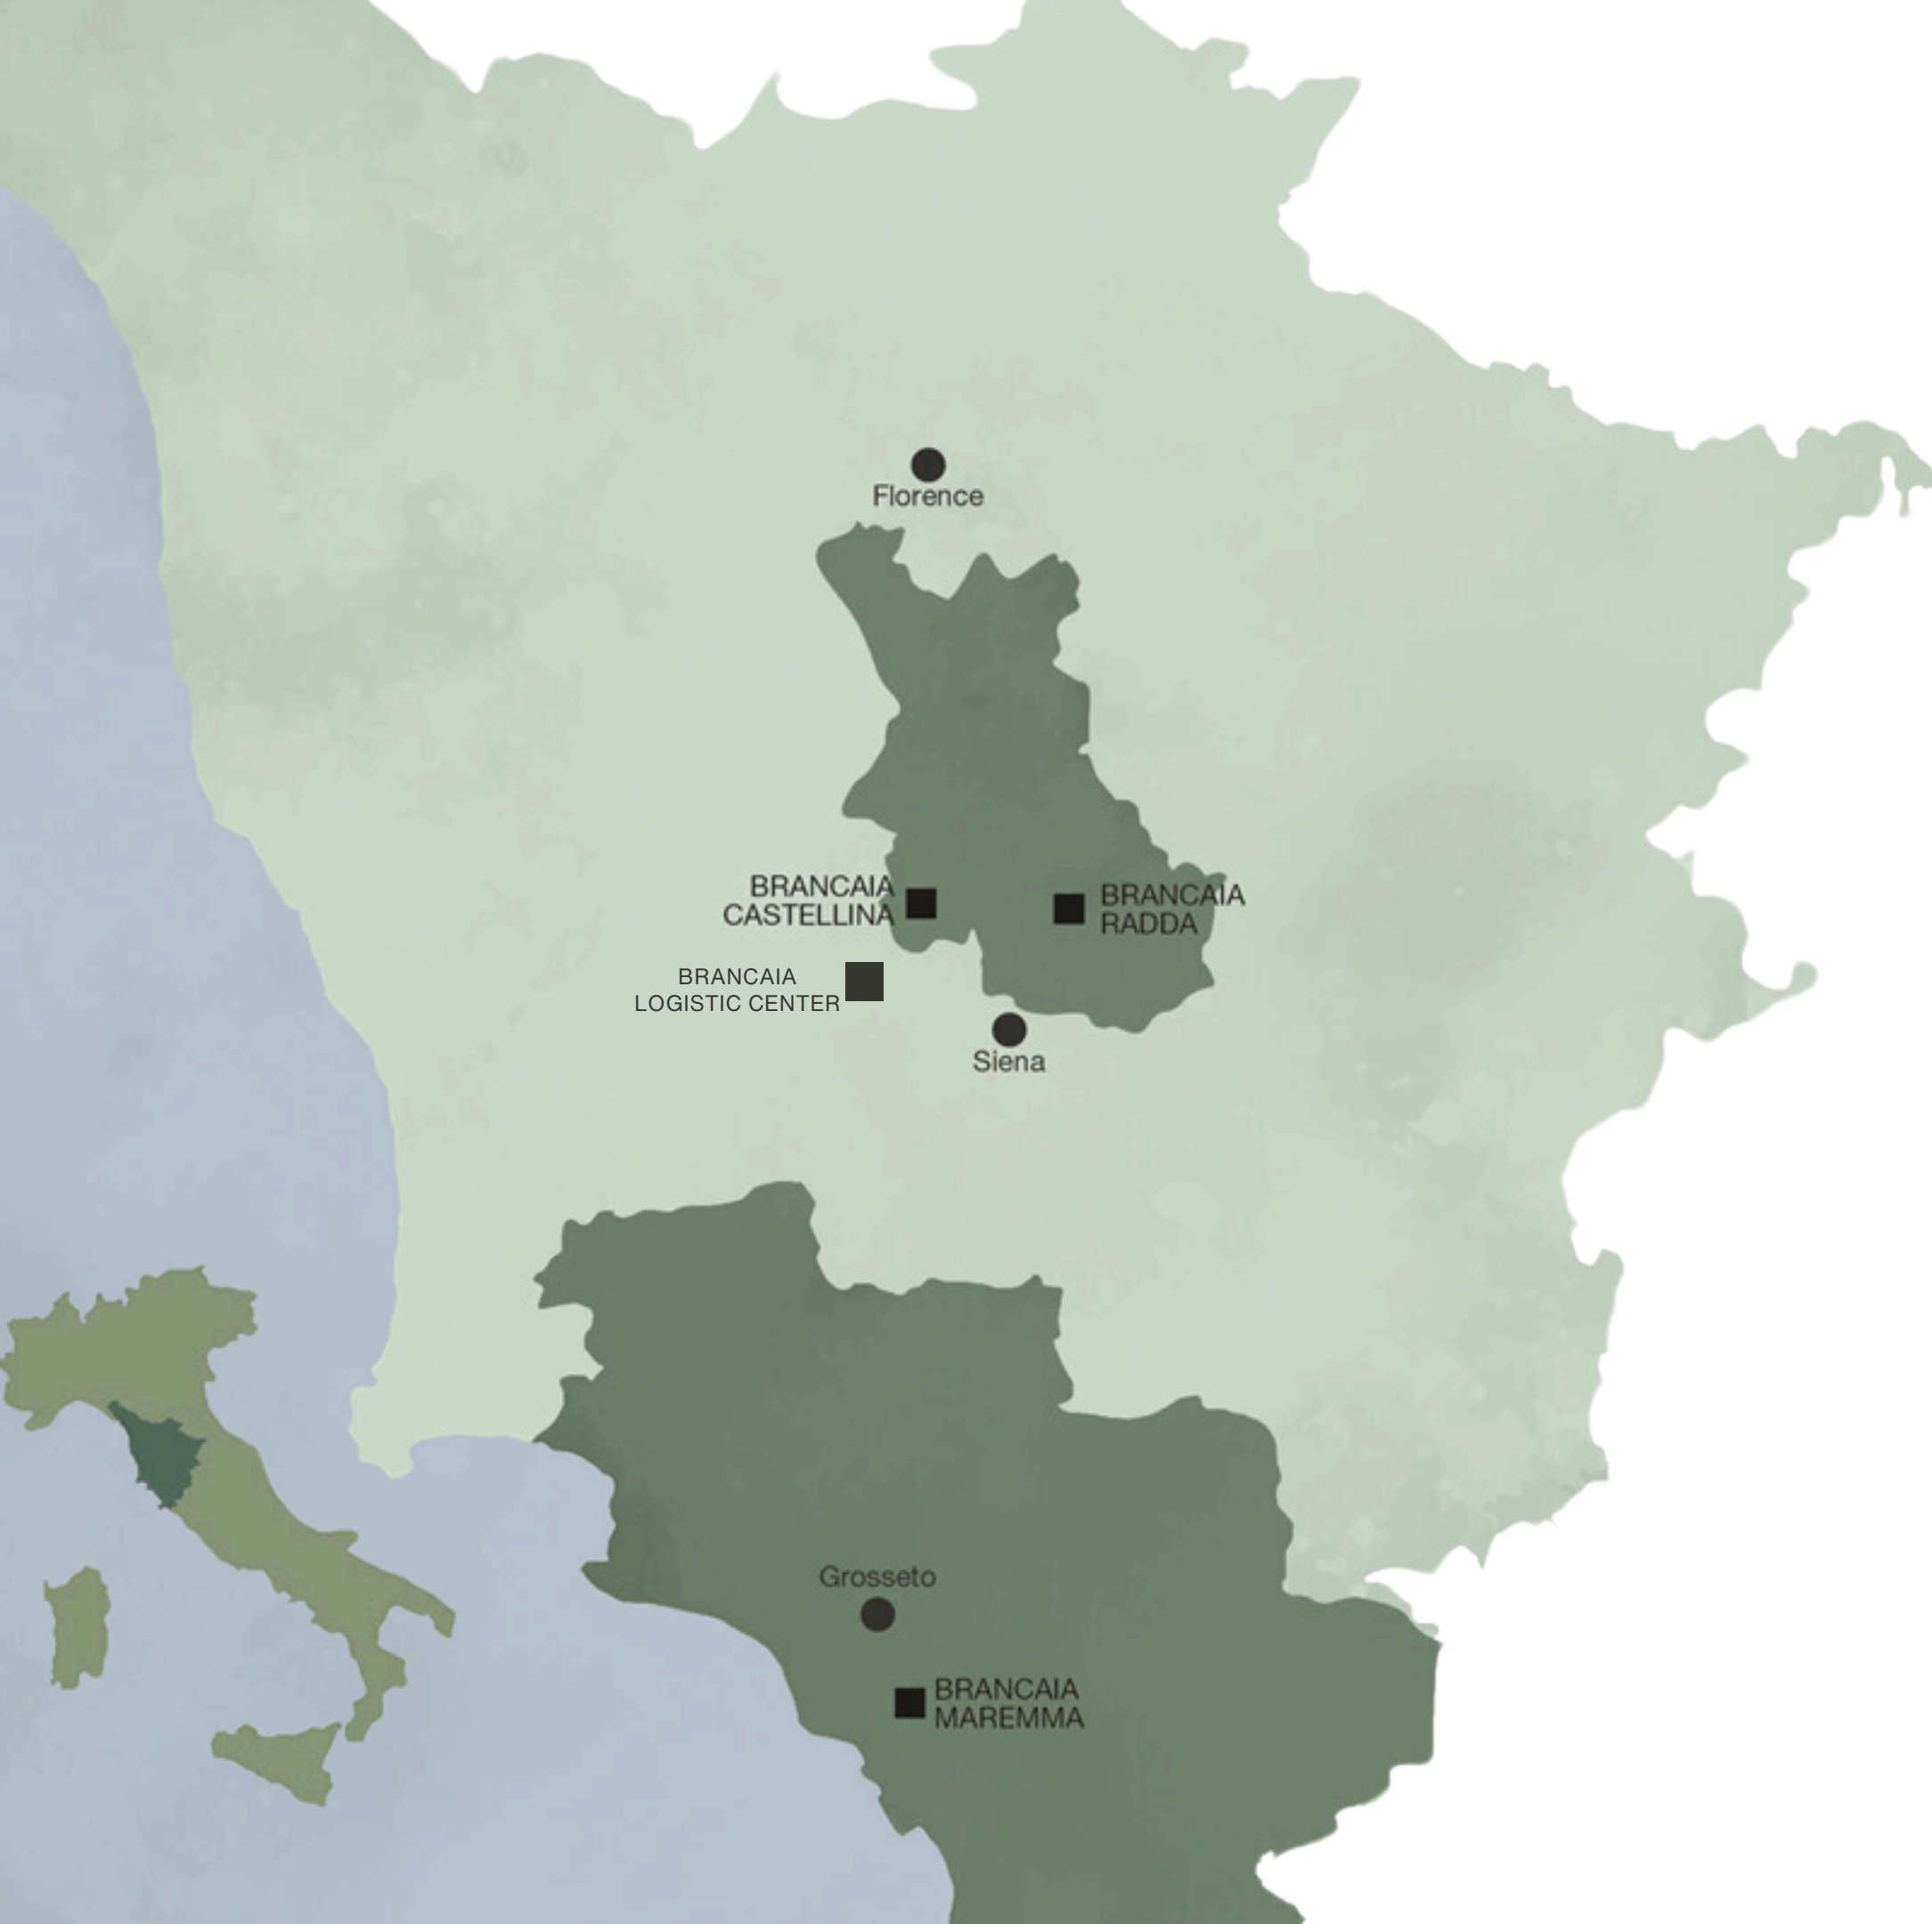 Florence
BRANCAIA
CASTELLINA
BRANCAIA
RADDA
BRANCAIA
LOGISTIC CENTER
Siena
Grosseto
BRANCAIA
MAREMMA